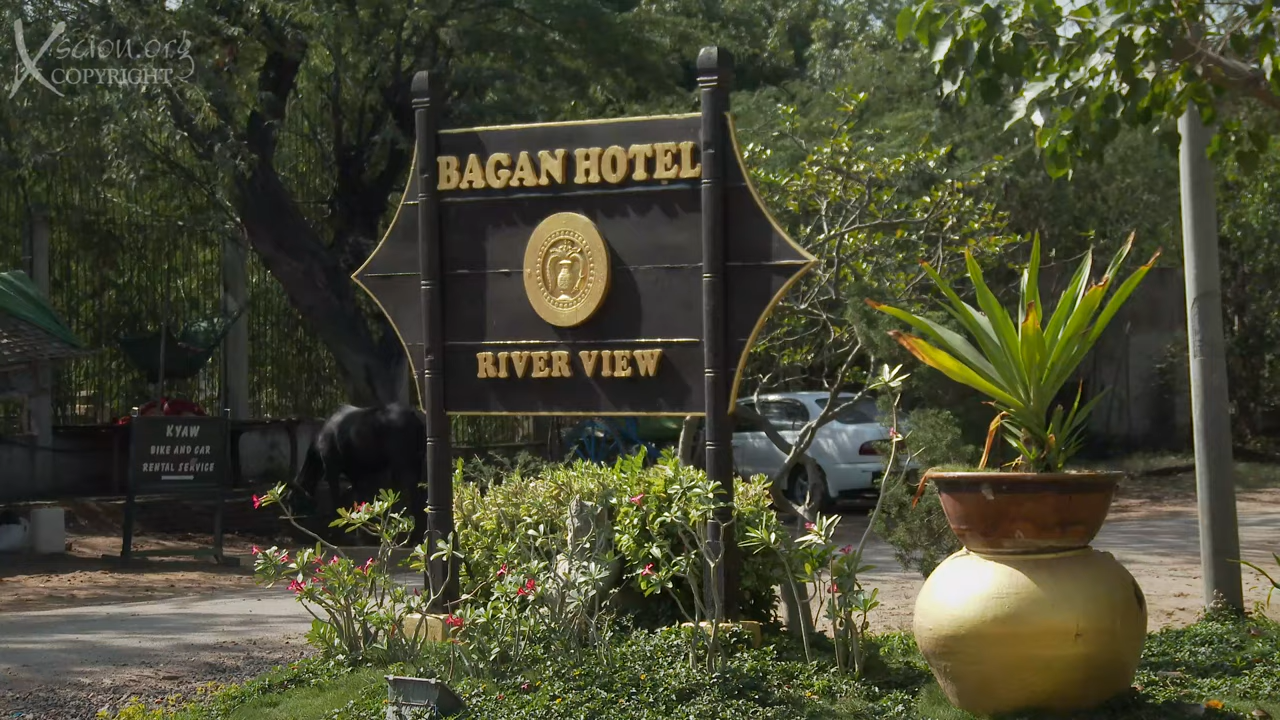 Xscion.org
COPYRIGHT
BAGAN HOTEL
RIVER VIEW
KYAW
BIKE AND CAR
RENTAL SERVICE